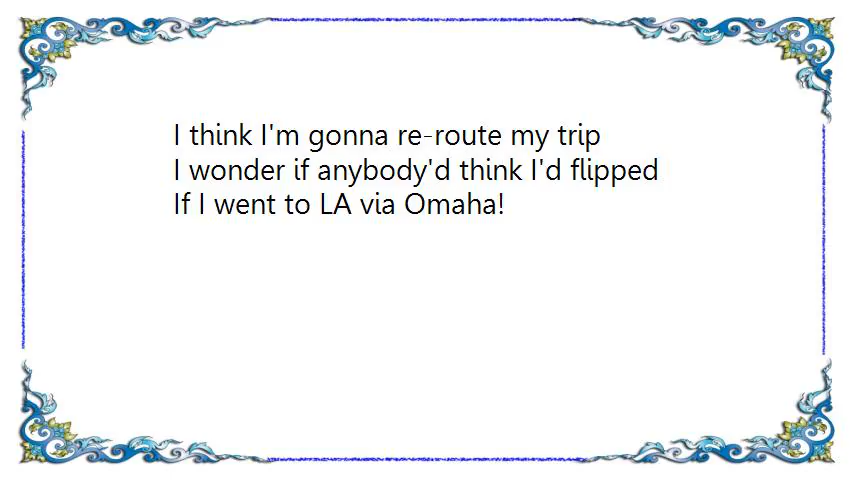 I think I'm gonna re-route my trip
I wonder if anybody'd think I'd flipped
If I went to LA via Omaha!